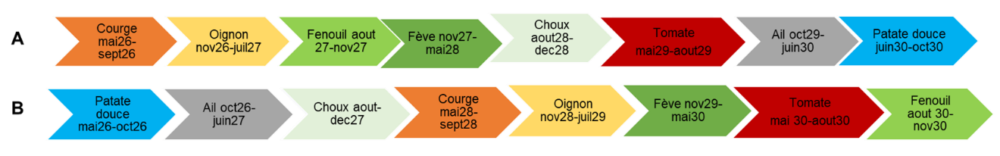 A
Courge
mai26-
sept26
Oignon
nov26-juil27
Fenouil aout
27-nov27
Fève nov27-
mai28
Choux
aout28-
dec28
Tomate
mai29-aout29
Ail oct29-
juin30
Patate douce
juin30-oct30
B
Patate
douce
mai26-oct26
Ail oct26-
juin27
Choux aout-
dec27
Courge
mai28-
sept28
Oignon
nov28-juil29
Fève nov29-
mai30
Tomate
mai 30-aout30
Fenouil
aout 30-
nov30